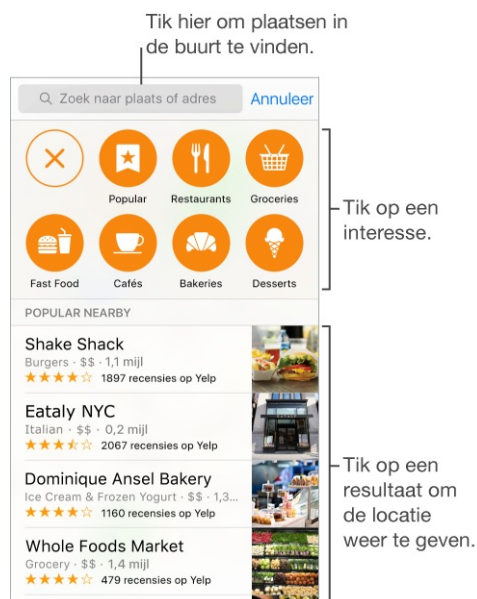 Tik hier om plaatsen in
de buurt te vinden.
Zoek naar plaats of adres
Annuleer
Popular
Restaurants
Groceries
Fast Food
Cafés
Bakeries
Desserts
Tik op een
interesse.
POPULAR NEARBY
Shake Shack
Burgers · $$ · 1,1 mijl
1897 recensies op Yelp
Eataly NYC
Italian · $$ · 0,2 mijl
2067 recensies op Yelp
Dominique Ansel Bakery
Ice Cream & Frozen Yogurt · $$ · 1,3...
1160 recensies op Yelp
Whole Foods Market
Grocery · $$ · 1,4 mijl
479 recensies op Yelp
Tik op een
resultaat om
de locatie
weer te geven.